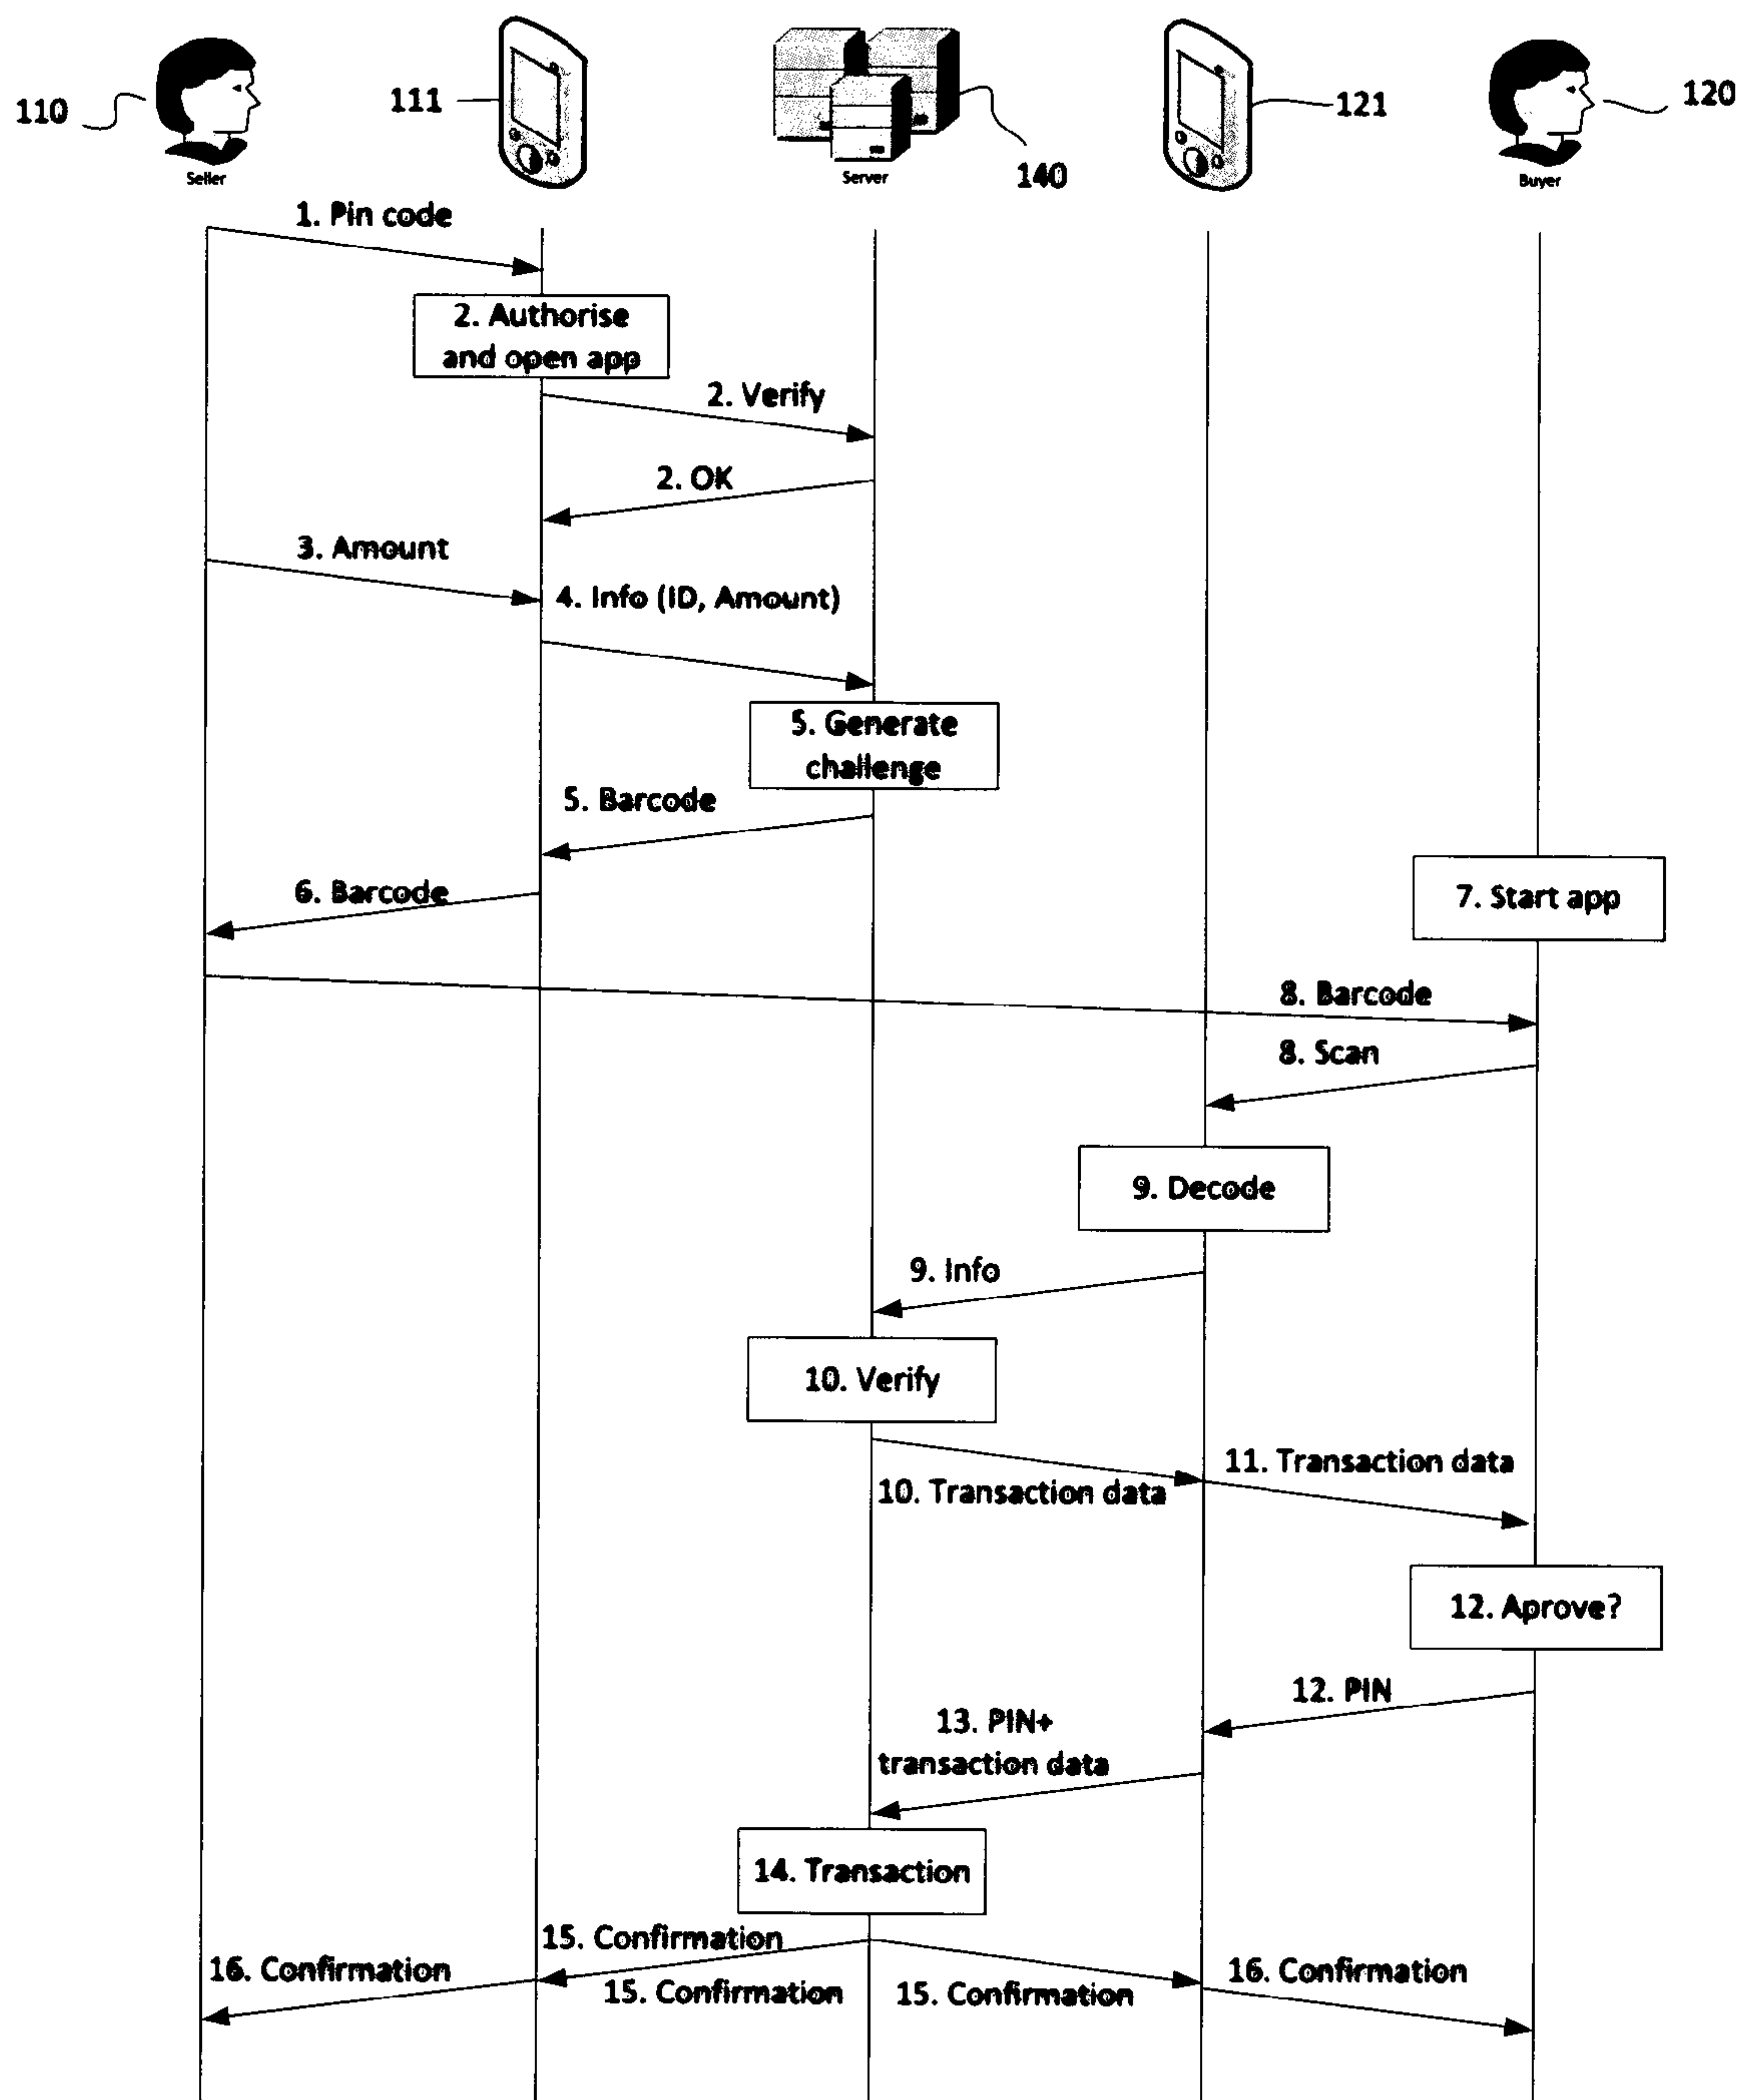 110
111
140
121
120
Seller
Server
Buyer
1. Pin code
2. Authorise
and open app
2. Verify
2. OK
3. Amount
4. Info (ID, Amount)
5. Generate
challenge
5. Barcode
6. Barcode
7. Start app
8. Barcode
8. Scan
9. Decode
9. Info
10. Verify
10. Transaction data
11. Transaction data
12. Aprove?
12. PIN
13. PIN+
transaction data
14. Transaction
15. Confirmation
16. Confirmation
15. Confirmation
15. Confirmation
16. Confirmation